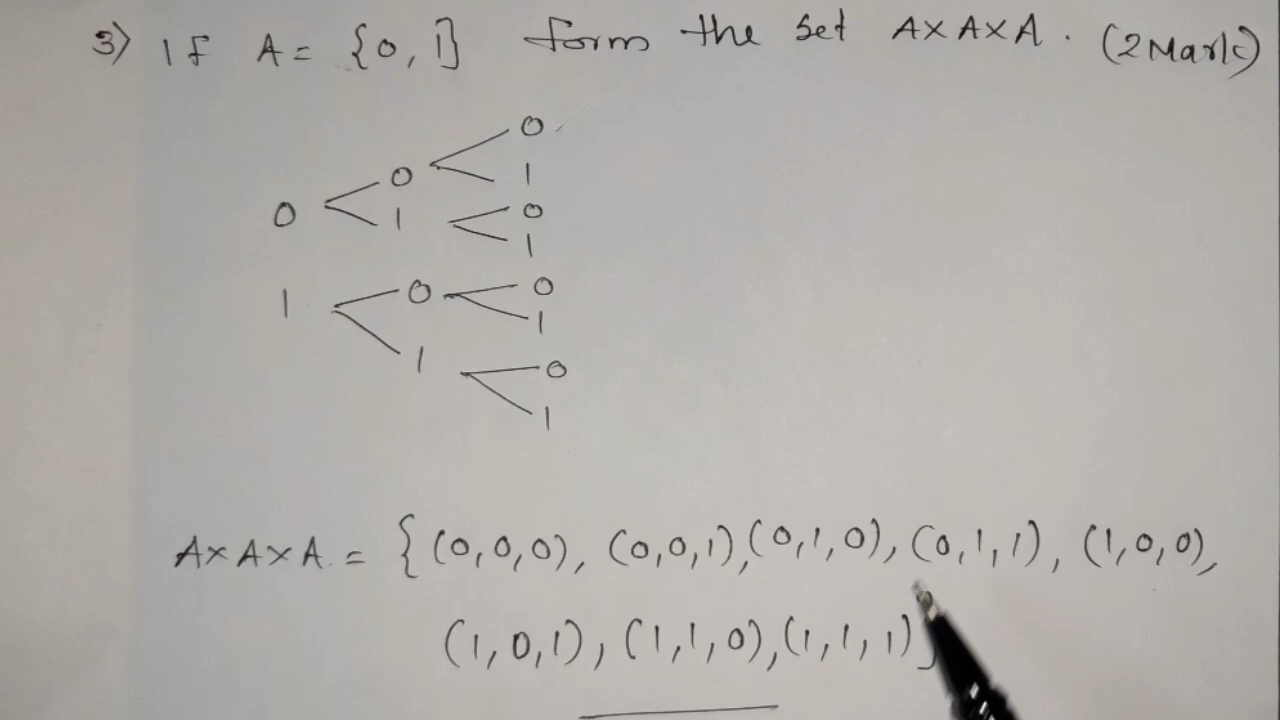 3) If A = {0, 1} form the set A×A×A. (2 Mark)
0
0
1
0 1
0
1
1 0 0
1
1 0
1
A×A×A = {(0,0,0), (0,0,1), (0,1,0), (0,1,1), (1,0,0),
(1,0,1), (1,1,0), (1,1,1)}